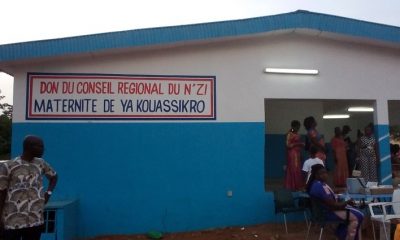 DON DU CONSEIL REGIONAL DU N'ZI
MATERNITE DE YA KOUASSIKRO